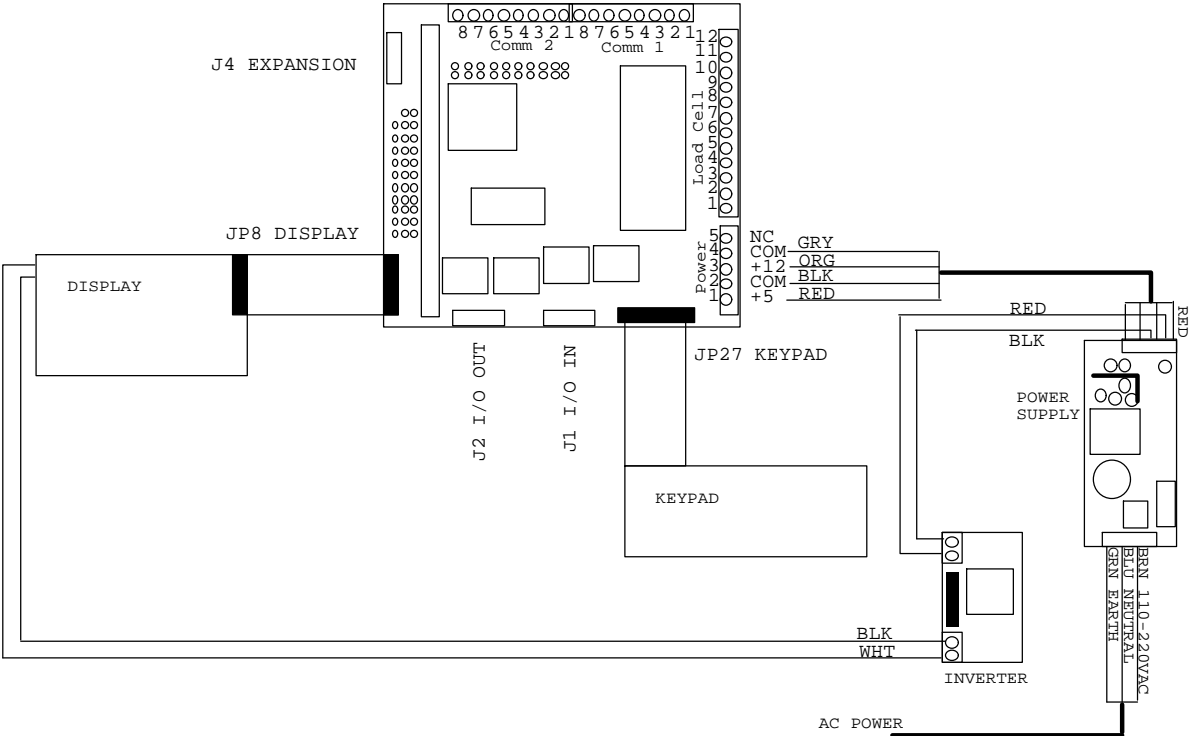 8 7 6 5 4 3 2 1 8 7 6 5 4 3 2 1
Comm 2
Comm 1
J4 EXPANSION
12
11
10
9
8
7
6
5
4
3
2
1
Load Cell
JP8 DISPLAY
Power
5 NC
4 COM GRY
3 +12 ORG
2 COM BLK
1 +5 RED
DISPLAY
RED
BLK
RED
JP27 KEYPAD
J2 I/O OUT
J1 I/O IN
POWER
SUPPLY
KEYPAD
BRN 110-220VAC
BLU NEUTRAL
GRN EARTH
BLK
WHT
INVERTER
AC POWER